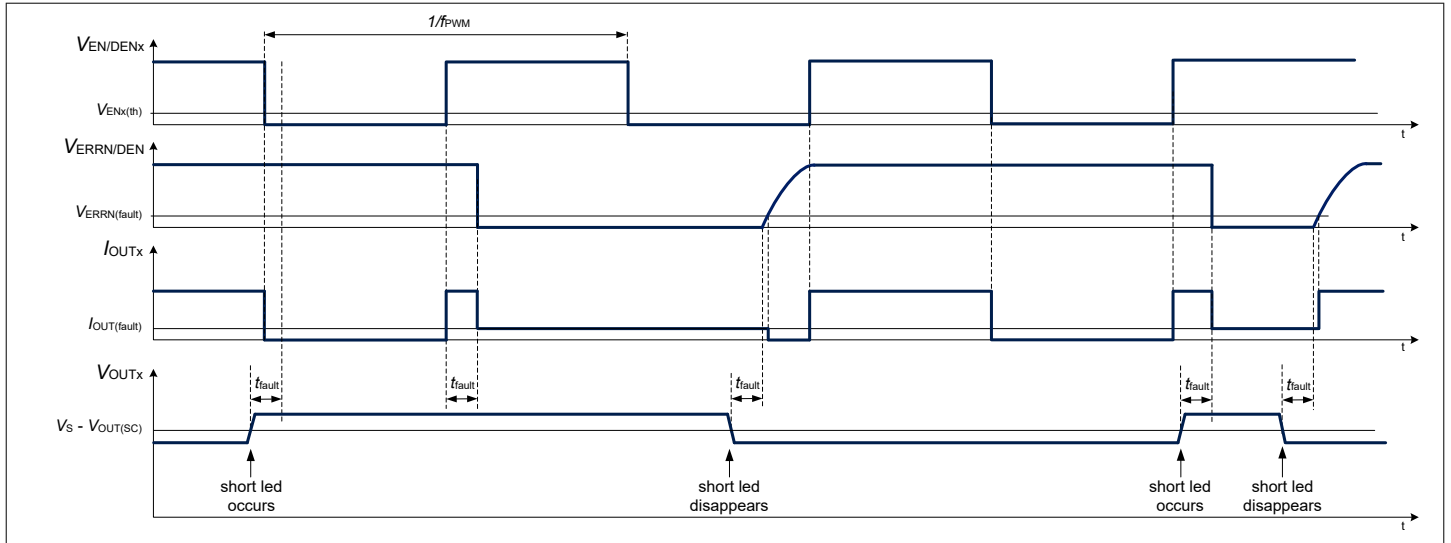 1/fPWM
VEN/DENx
VENx(th)
t
VERRN/DEN
VERRN(fault)
t
IOUTx
IOUT(fault)
t
VOUTx
tfault
tfault
tfault
tfault
tfault
VS - VOUT(SC)
short led
occurs
short led
disappears
short led
occurs
short led
disappears
t